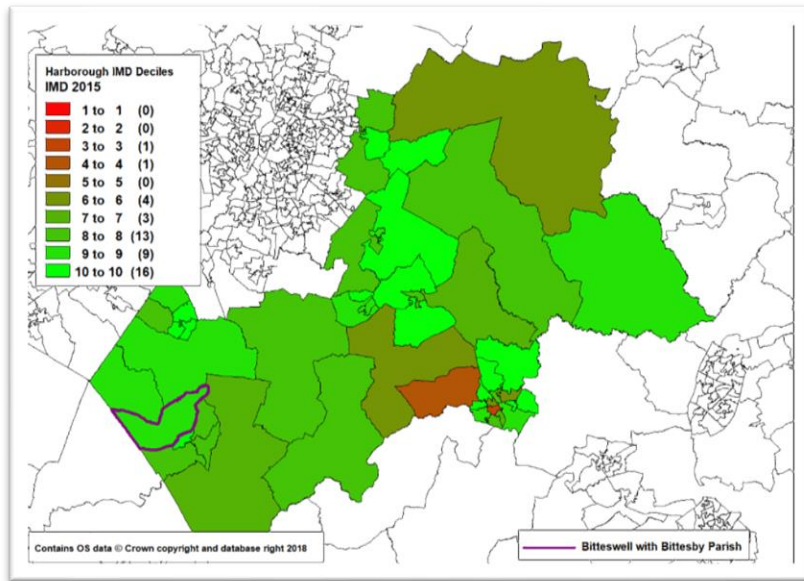 Harborough IMD Deciles
IMD 2015
1 to 1 (0)
2 to 2 (0)
3 to 3 (1)
4 to 4 (1)
5 to 5 (0)
6 to 6 (4)
7 to 7 (3)
8 to 8 (13)
9 to 9 (9)
10 to 10 (16)
Contains OS data © Crown copyright and database right 2018
Bitteswell with Bittesby Parish